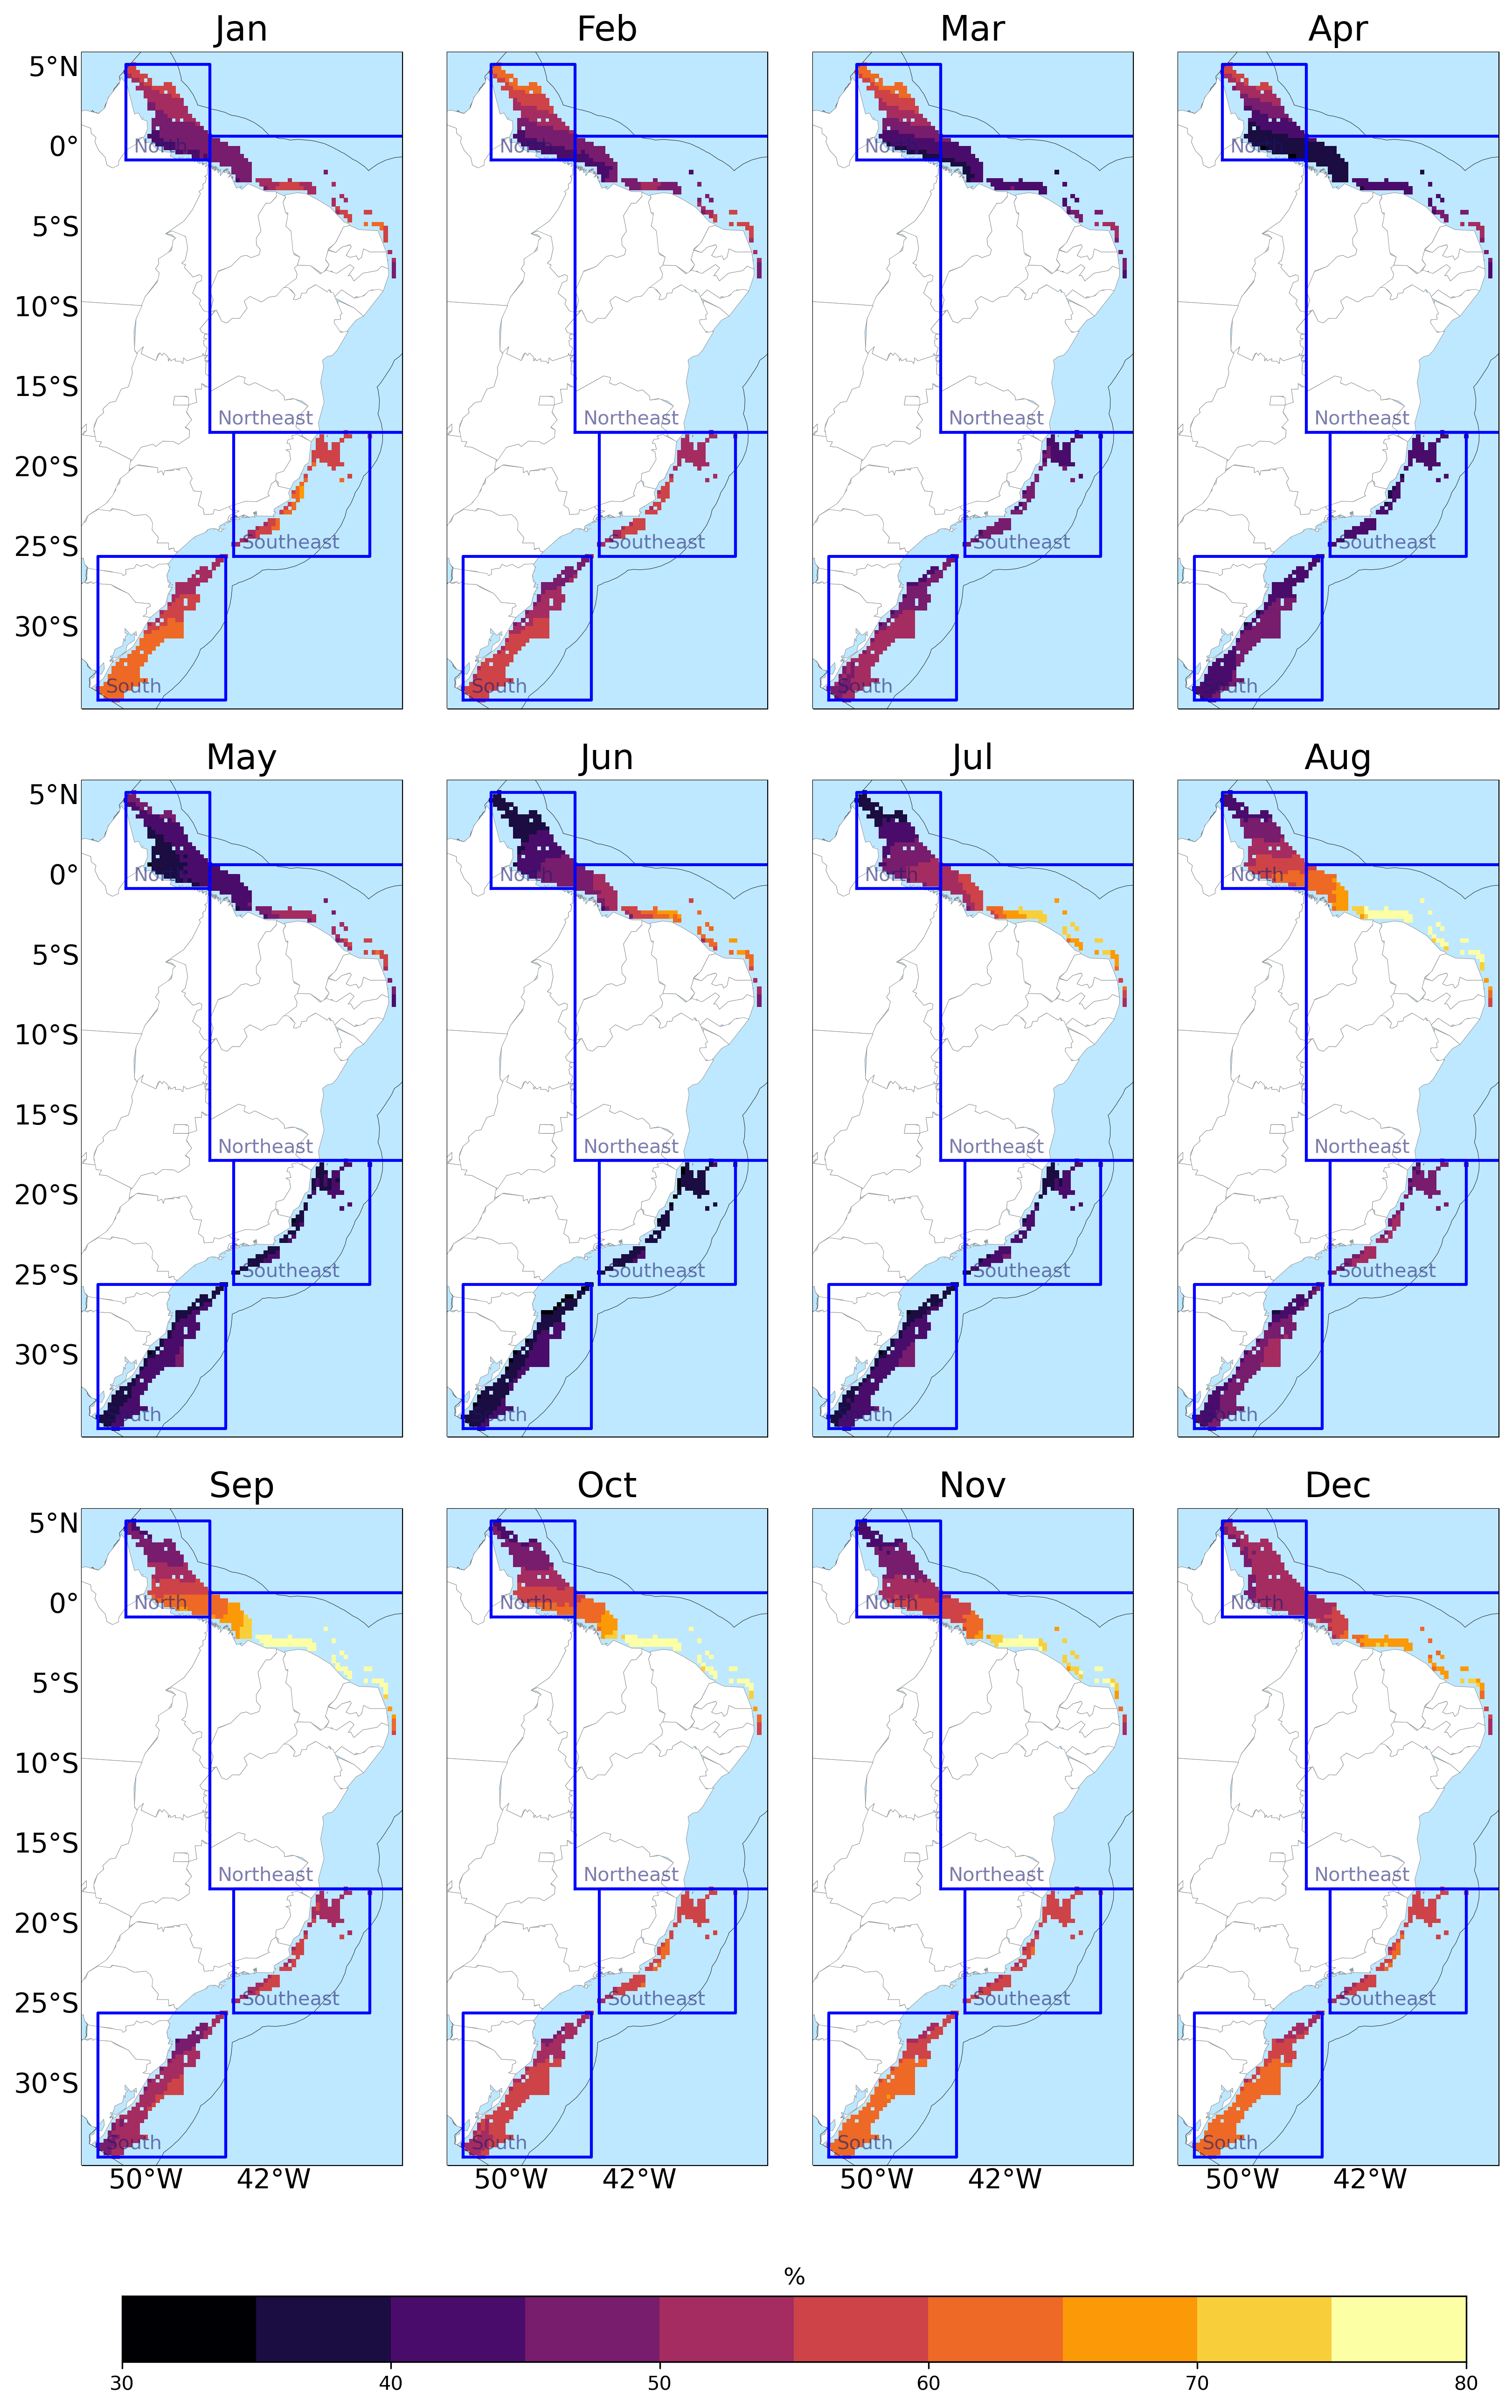 Jan Feb Mar Apr
5°N
0°
5°S
10°S
15°S
20°S
25°S
30°S
North Northeast Southeast South
North Northeast Southeast South
North Northeast Southeast South
North Northeast Southeast South
May Jun Jul Aug
5°N
0°
5°S
10°S
15°S
20°S
25°S
30°S
North Northeast Southeast South
North Northeast Southeast South
North Northeast Southeast South
North Northeast Southeast South
Sep Oct Nov Dec
5°N
0°
5°S
10°S
15°S
20°S
25°S
30°S
North Northeast Southeast South
North Northeast Southeast South
North Northeast Southeast South
North Northeast Southeast South
50°W 42°W 50°W 42°W 50°W 42°W 50°W 42°W
%
30 40 50 60 70 80